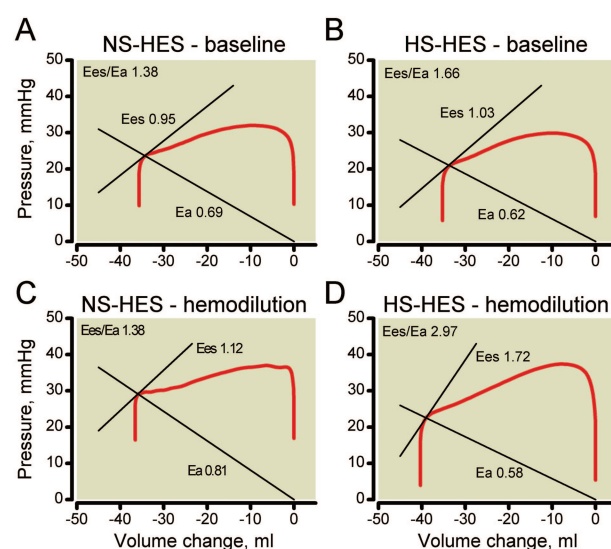 A
NS-HES - baseline
Ees/Ea 1.38
Ees 0.95
Ea 0.69
Pressure, mmHg
50
40
30
20
10
0
-50 -40 -30 -20 -10 0
B
HS-HES - baseline
Ees/Ea 1.66
Ees 1.03
Ea 0.62
50
40
30
20
10
0
-50 -40 -30 -20 -10 0
C
NS-HES - hemodilution
Ees/Ea 1.38
Ees 1.12
Ea 0.81
Pressure, mmHg
50
40
30
20
10
0
-50 -40 -30 -20 -10 0
Volume change, ml
D
HS-HES - hemodilution
Ees/Ea 2.97
Ees 1.72
Ea 0.58
50
40
30
20
10
0
-50 -40 -30 -20 -10 0
Volume change, ml